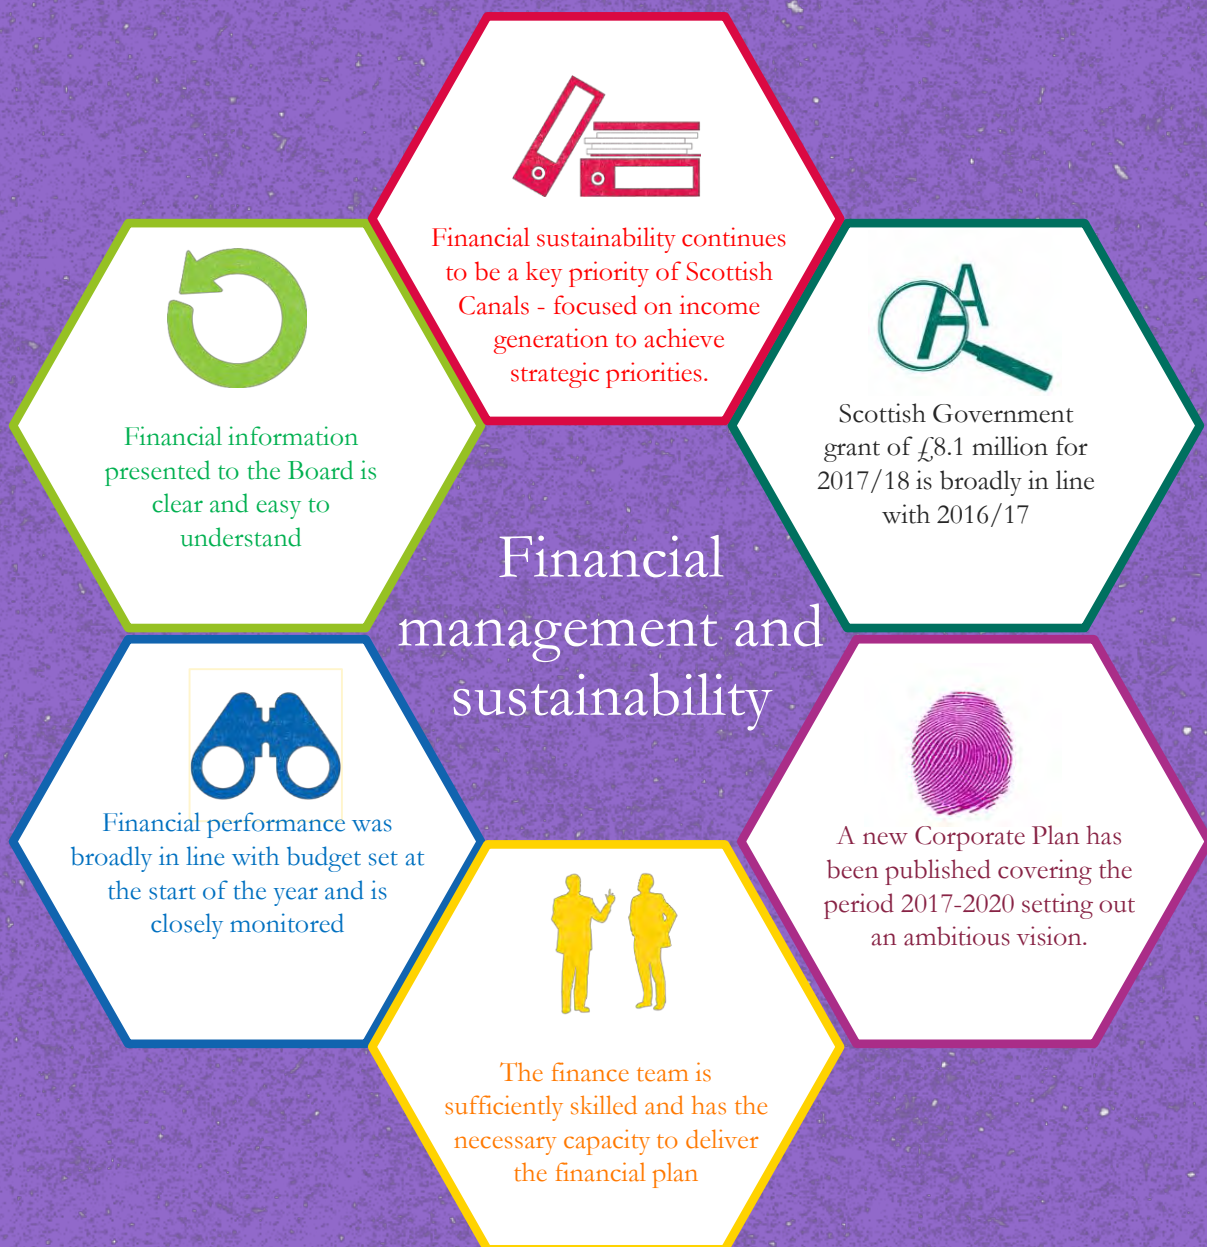 Financial sustainability continues
to be a key priority of Scottish
Canals - focused on income
generation to achieve
strategic priorities.
Scottish Government
grant of £8.1 million for
2017/18 is broadly in line
with 2016/17
Financial information
presented to the Board is
clear and easy to
understand
Financial
management and
sustainability
Financial performance was
broadly in line with budget set at
the start of the year and is
closely monitored
A new Corporate Plan has
been published covering the
period 2017-2020 setting out
an ambitious vision.
The finance team is
sufficiently skilled and has the
necessary capacity to deliver
the financial plan